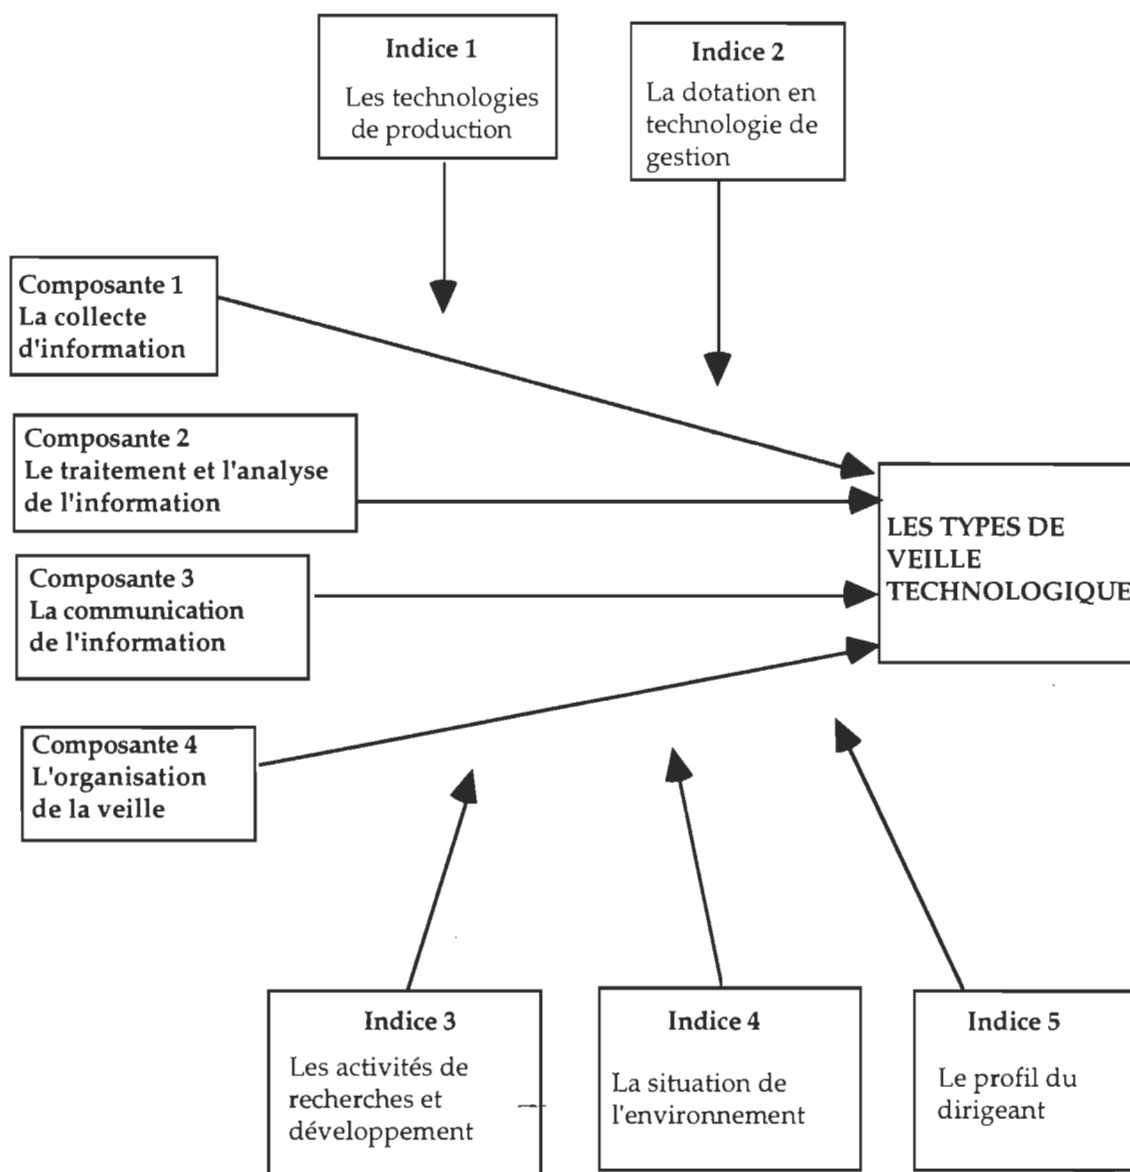 Indice 1
Les technologies
de production
Indice 2
La dotation en
technologie de
gestion
Composante 1
La collecte
d'information
Composante 2
Le traitement et l'analyse
de l'information
Composante 3
La communication
de l'information
Composante 4
L'organisation
de la veille
LES TYPES DE
VEILLE
TECHNOLOGIQUE
Indice 3
Les activités de
recherches et
développement
Indice 4
La situation de
l'environnement
Indice 5
Le profil du
dirigeant